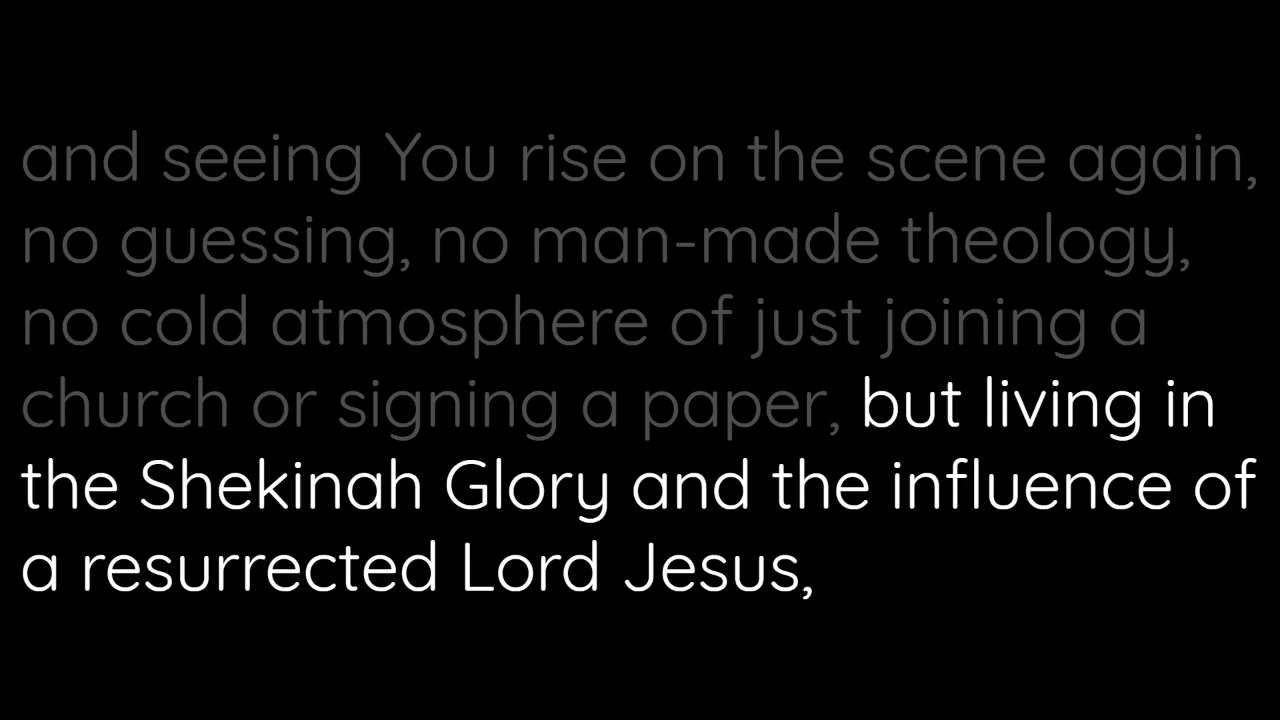 and seeing You rise on the scene again,
no guessing, no man-made theology,
no cold atmosphere of just joining a
church or signing a paper, but living in
the Shekinah Glory and the influence of
a resurrected Lord Jesus,